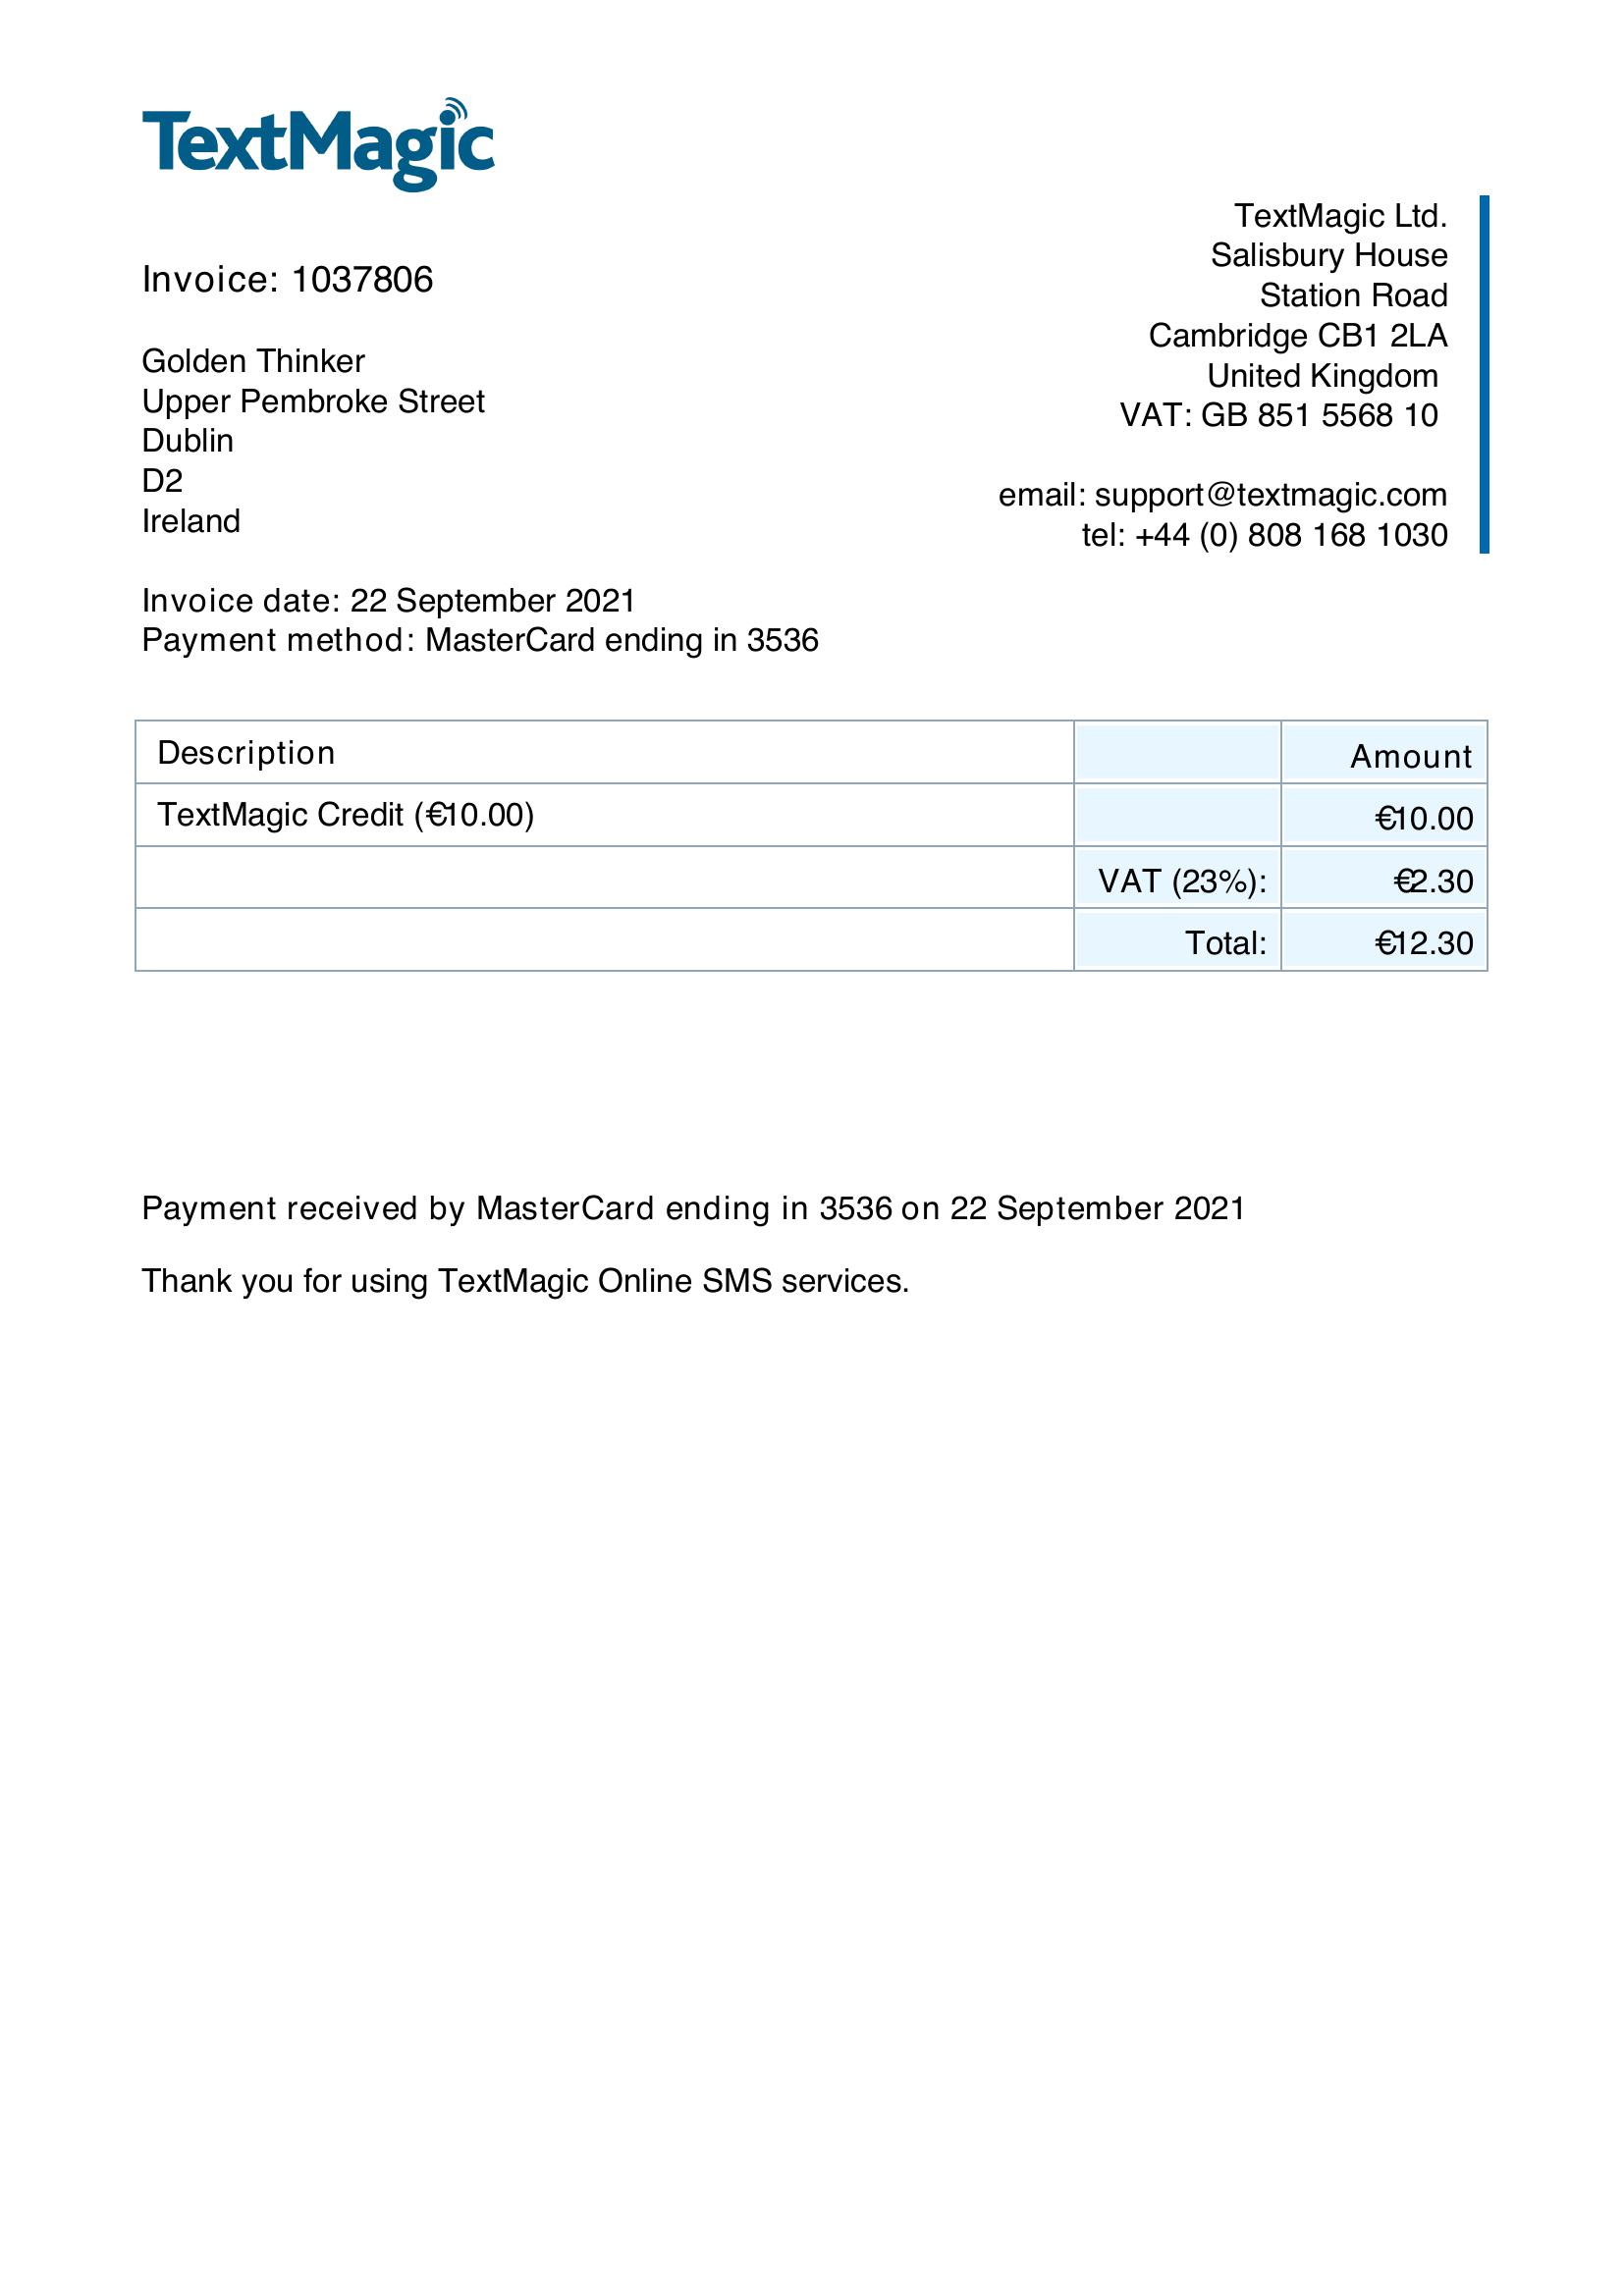 TextMagic
Invoice: 1037806
Golden Thinker
Upper Pembroke Street
Dublin
D2
Ireland
TextMagic Ltd.
Salisbury House
Station Road
Cambridge CB1 2LA
United Kingdom
VAT: GB 851 5568 10
email: support@textmagic.com
tel: +44 (0) 808 168 1030
Invoice date: 22 September 2021
Payment method: MasterCard ending in 3536
Description Amount
TextMagic Credit (€10.00) €10.00
VAT (23%): €2.30
Total: €12.30
Payment received by MasterCard ending in 3536 on 22 September 2021
Thank you for using TextMagic Online SMS services.